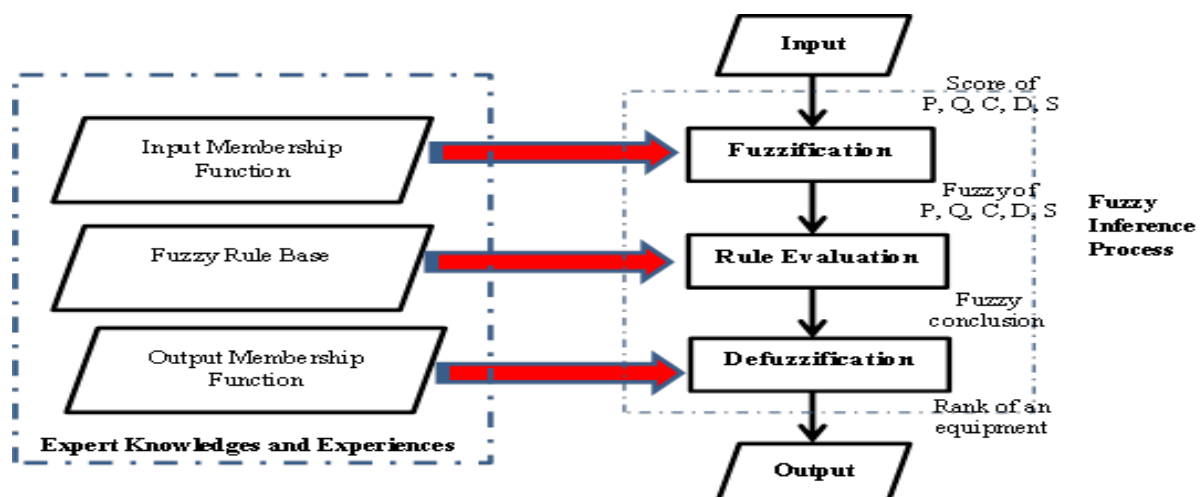 Input
Score of
P, Q, C, D, S
Input Membership
Function
Fuzzification
Fuzzy of
P, Q, C, D, S
Fuzzy
Inference
Process
Fuzzy Rule Base
Rule Evaluation
Fuzzy
conclusion
Output Membership
Function
Defuzzification
Rank of an
equipment
Expert Knowledges and Experiences
Output